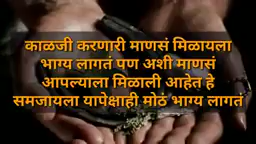 काळजी करणारी माणसं मिळायला
भाग्य लागतं पण अशी माणसं
आपल्याला मिळाली आहेत हे
समजायला यापेक्षाही मोठं भाग्य लागतं